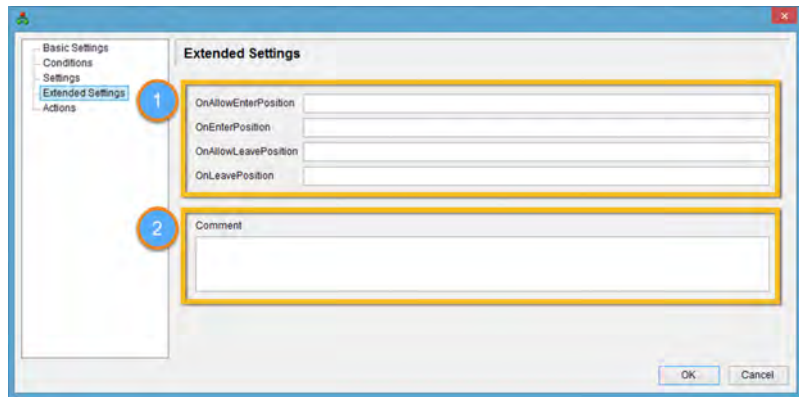 Basic Settings
Conditions
Settings
Extended Settings
Actions
Extended Settings
1
OnAllowEnterPosition
OnEnterPosition
OnAllowLeavePosition
OnLeavePosition
2
Comment
OK
Cancel